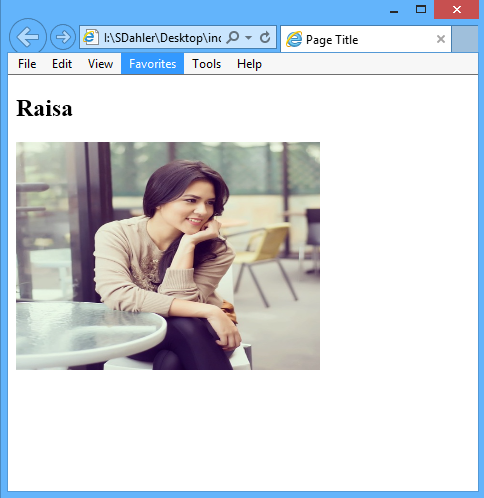 I:\SDahler\Desktop\inc
Page Title
File Edit View Favorites Tools Help
Raisa